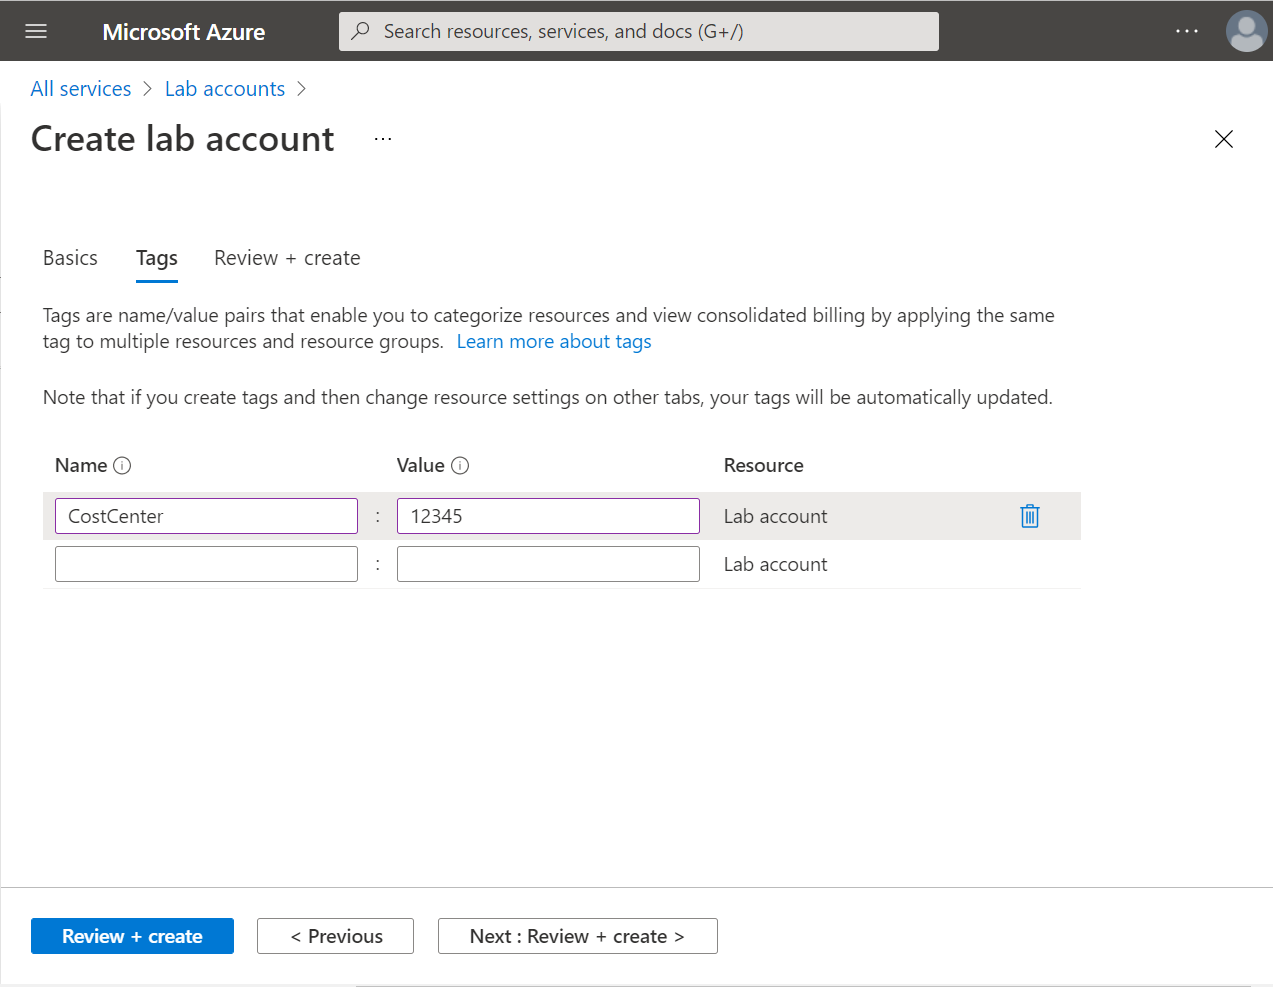 Microsoft Azure
Search resources, services, and docs (G+/)
All services > Lab accounts >
Create lab account ...
Basics Tags Review + create
Tags are name/value pairs that enable you to categorize resources and view consolidated billing by applying the same
tag to multiple resources and resource groups. Learn more about tags
Note that if you create tags and then change resource settings on other tabs, your tags will be automatically updated.
Name Value Resource
CostCenter : 12345 Lab account
: Lab account
Review + create < Previous Next : Review + create >